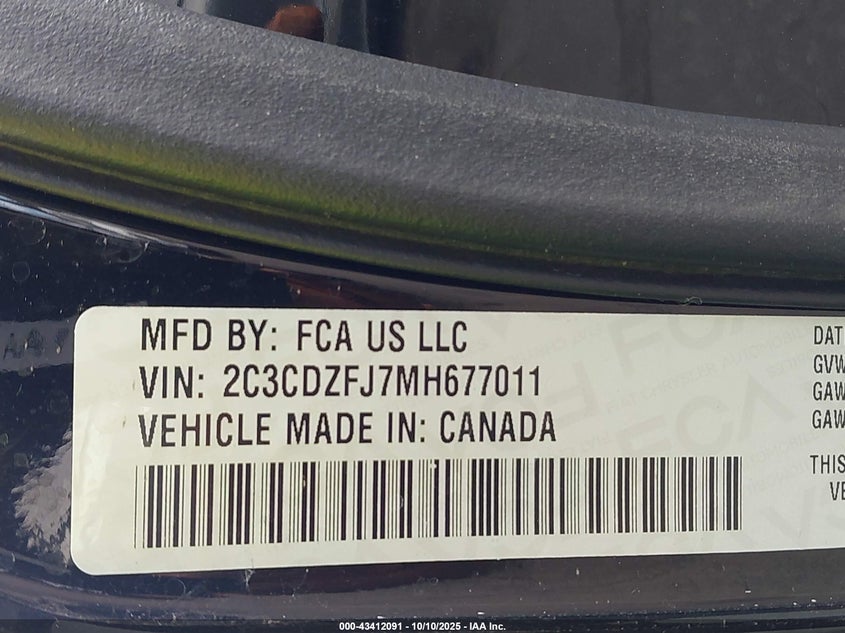 MFD BY: FCA US LLC
VIN: 2C3CDZFJ7MH677011
VEHICLE MADE IN: CANADA
DAT
GVW
GAW
GAW
THIS
VE
000-43412091 - 10/10/2025 - IAA Inc.